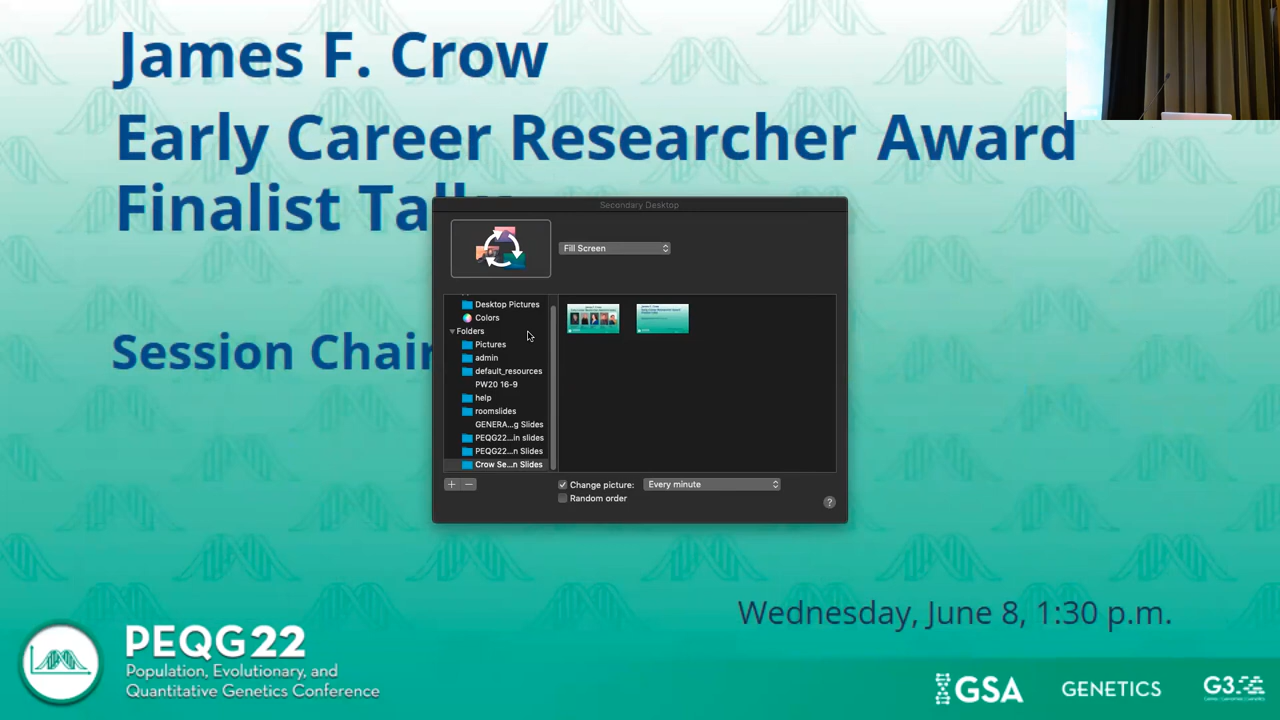 James F. Crow
Early Career Researcher Award
Finalist Talks
Session Chair
Secondary Desktop
Fill Screen
Desktop Pictures
Colors
Folders
Pictures
admin
default_resources
PW20 16-9
help
roomslides
GENERA...g Slides
PEQG22...in slides
PEQG22...n Slides
Crow Se...n Slides
+ −
Change picture: Every minute
Random order
?
Wednesday, June 8, 1:30 p.m.
PEQG22
Population, Evolutionary, and
Quantitative Genetics Conference
GSA GENETICS G3